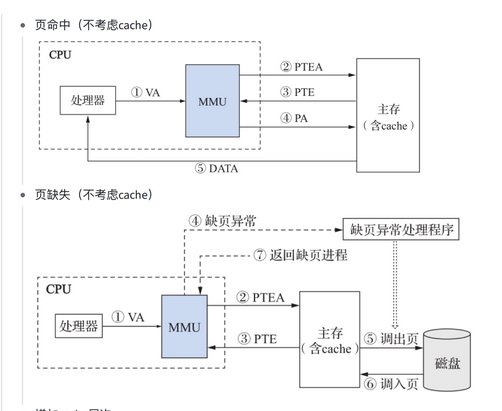 页命中（不考虑cache）
CPU
② PTEA
① VA
③ PTE
处理器
MMU
主存
（含cache）
④ PA
⑤ DATA
页缺失（不考虑cache）
④ 缺页异常
缺页异常处理程序
⑦ 返回缺页进程
CPU
② PTEA
① VA
处理器
MMU
主存
（含cache）
③ PTE
⑤ 调出页
磁盘
⑥ 调入页